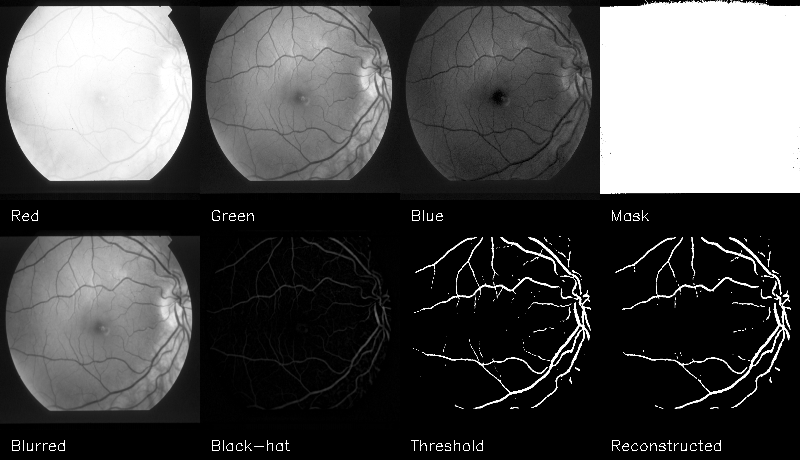 Red
Green
Blue
Mask
Blurred
Black-hat
Threshold
Reconstructed